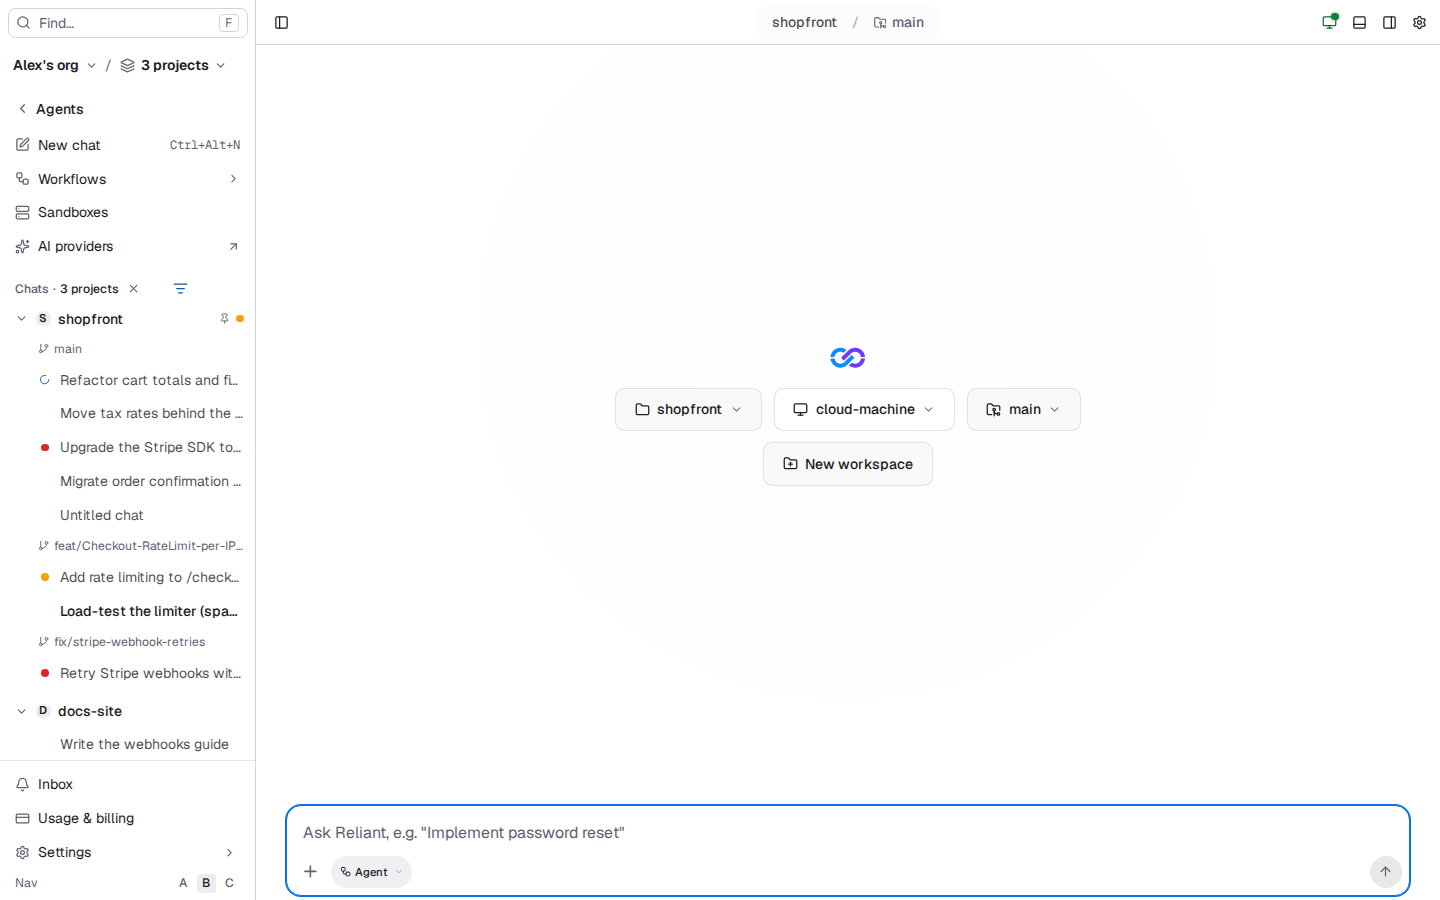 Find... F
Alex's org / 3 projects
Agents
New chat Ctrl+Alt+N
Workflows
Sandboxes
AI providers
Chats · 3 projects
S shopfront
main
Refactor cart totals and fi...
Move tax rates behind the ...
Upgrade the Stripe SDK to...
Migrate order confirmation ...
Untitled chat
feat/Checkout-RateLimit-per-IP...
Add rate limiting to /check...
Load-test the limiter (spa...
fix/stripe-webhook-retries
Retry Stripe webhooks wit...
D docs-site
Write the webhooks guide
Inbox
Usage & billing
Settings
Nav A B C
shopfront / main
shopfront cloud-machine main
New workspace
Ask Reliant, e.g. "Implement password reset"
Agent